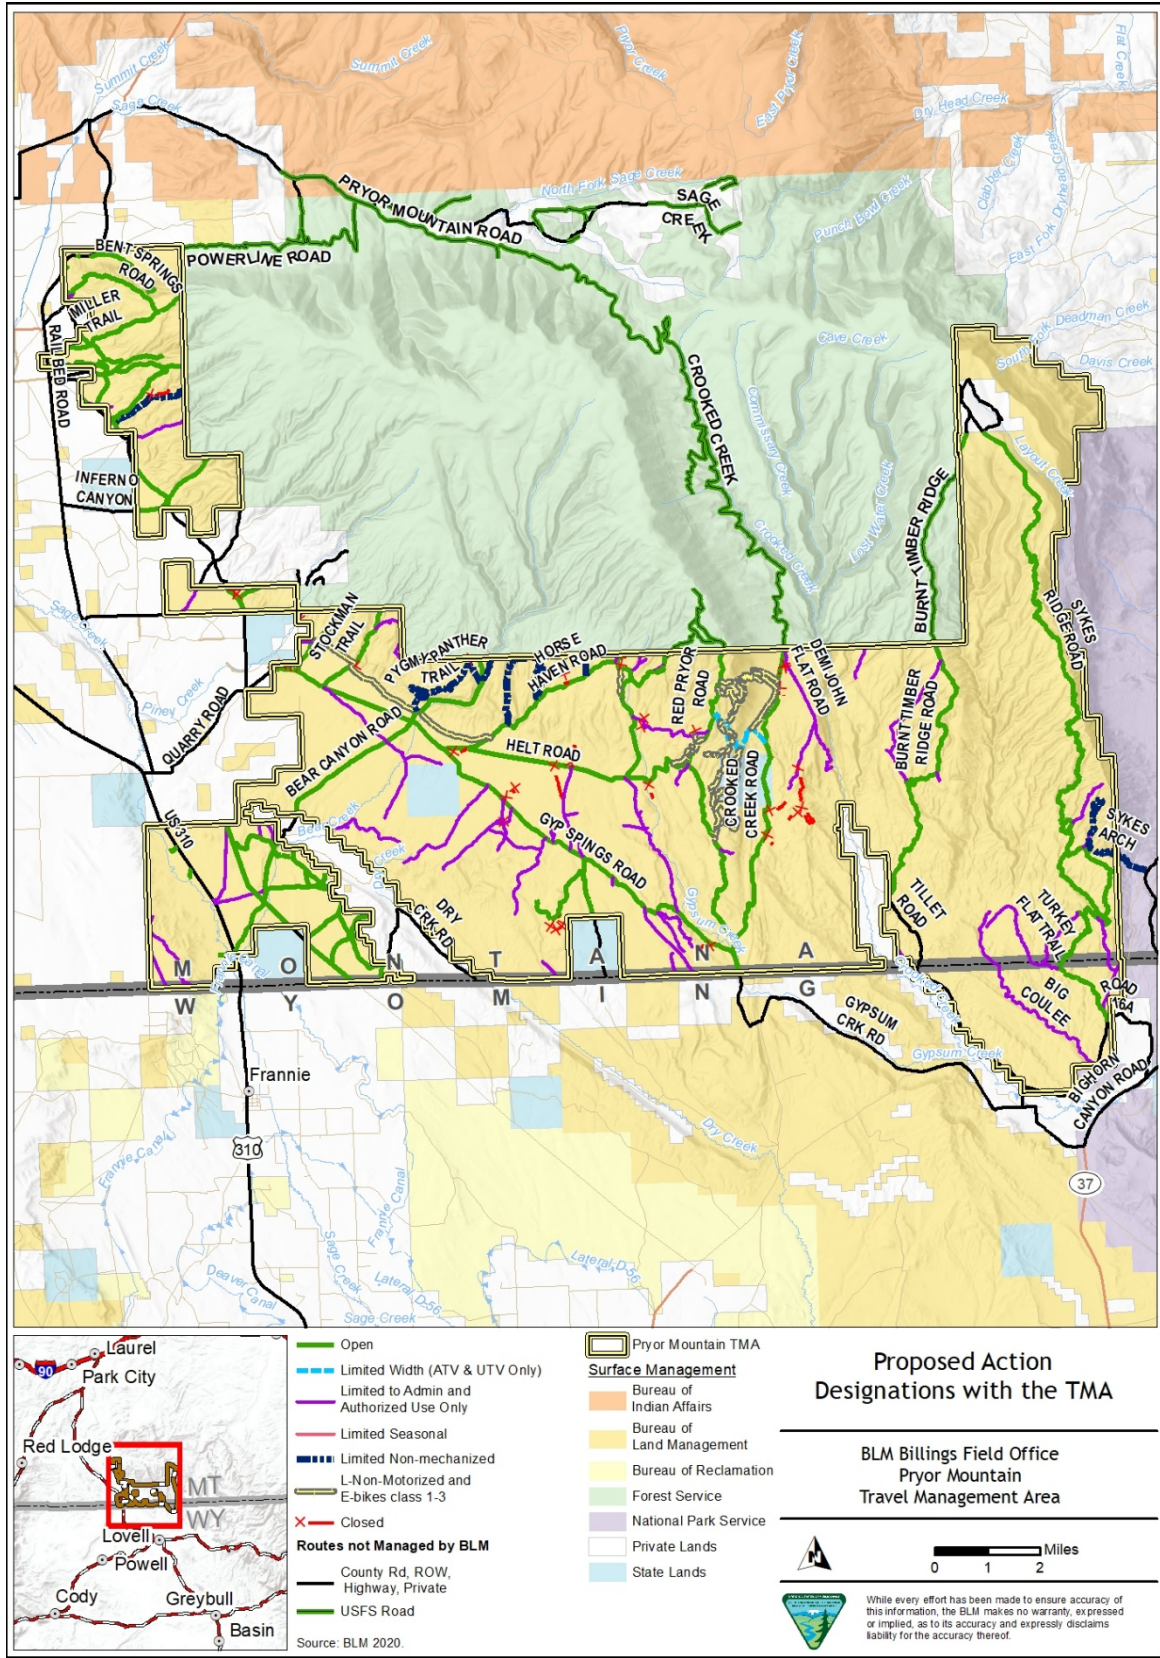 Summit Creek
Summit Creek
Pryor Creek
East Pryor Creek
Flat Creek
Saga Creek
Dry Head Creek
Clabber Creek
East Fork Dryhead Creek
North Fork Sage Creek
Punch Bowl Creek
PRYOR MOUNTAIN ROAD
SAGE
CREEK
BENT SPRINGS
ROAD
POWERLINE ROAD
MILLER
TRAIL
RAIL BED ROAD
South Fork Deadman Creek
Davis Creek
Cave Creek
CROOKED CREEK
Commissary Creek
Layout Creek
INFERNO
CANYON
Lost Water Creek
Crooked Creek
BURNT TIMBER RIDGE
SYKES
RIDGE ROAD
Sage Creek
STOCKMAN
TRAIL
PYGMY PANTHER
TRAIL
HORSE
HAVEN ROAD
RED PRYOR
ROAD
DEMIJOHN
FLAT ROAD
BURNT TIMBER
RIDGE ROAD
Piney Creek
QUARRY ROAD
BEAR CANYON ROAD
HELT ROAD
CROOKED
CREEK ROAD
US 310
Bear Creek
GYP SPRINGS ROAD
SYKES
ARCH
DRY
CRK RD
TILLET
ROAD
TURKEY
FLAT TRAIL
Gypsum Creek
MONTANA
WYOMING
BIG
COULEE
ROAD
16A
GYPSUM
CRK RD
Gypsum Creek
BIGHORN
CANYON ROAD
Frannie
310
Frannie Canal
Dry Creek
37
Frannie Canal
Sage Creek
Lateral D-56
Lateral D-56
Deaver Canal
Sage Creek
Laurel
90
Park City
Red Lodge
MT
WY
Lovell
Powell
Cody
Greybull
Basin
Open
Limited Width (ATV & UTV Only)
Limited to Admin and
Authorized Use Only
Limited Seasonal
Limited Non-mechanized
L-Non-Motorized and
E-bikes class 1-3
Closed
Routes not Managed by BLM
County Rd, ROW,
Highway, Private
USFS Road
Source: BLM 2020.
Pryor Mountain TMA
Surface Management
Bureau of
Indian Affairs
Bureau of
Land Management
Bureau of Reclamation
Forest Service
National Park Service
Private Lands
State Lands
Proposed Action
Designations with the TMA
BLM Billings Field Office
Pryor Mountain
Travel Management Area
N
Miles
0 1 2
While every effort has been made to ensure accuracy of
this information, the BLM makes no warranty, expressed
or implied, as to its accuracy and expressly disclaims
liability for the accuracy thereof.